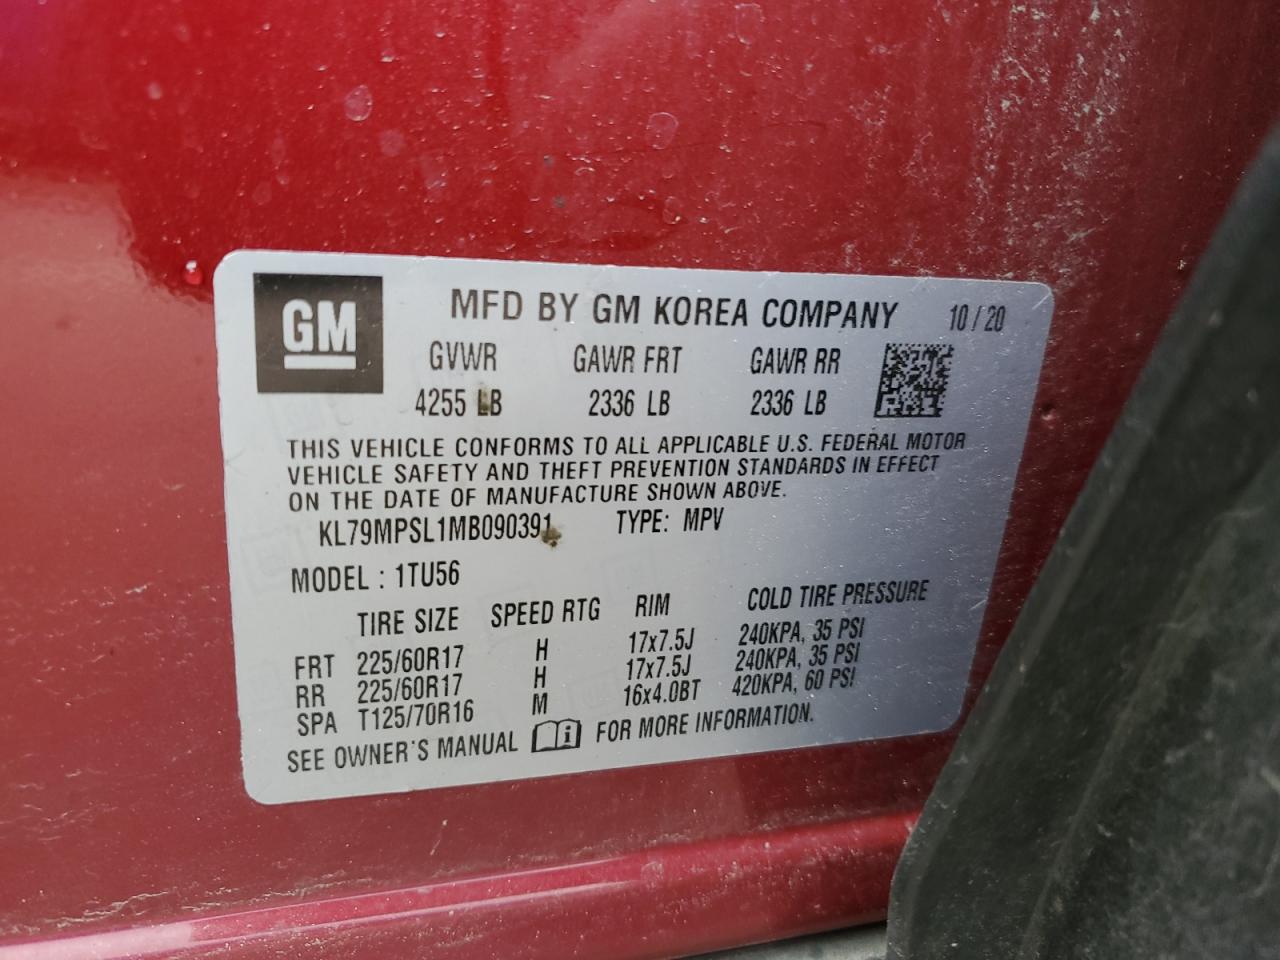 GM
MFD BY GM KOREA COMPANY 10/20
GVWR GAWR FRT GAWR RR
4255 LB 2336 LB 2336 LB
THIS VEHICLE CONFORMS TO ALL APPLICABLE U.S. FEDERAL MOTOR
VEHICLE SAFETY AND THEFT PREVENTION STANDARDS IN EFFECT
ON THE DATE OF MANUFACTURE SHOWN ABOVE.
KL79MPSL1MB090391 TYPE: MPV
MODEL : 1TU56
TIRE SIZE SPEED RTG RIM COLD TIRE PRESSURE
FRT 225/60R17 H 17x7.5J 240KPA, 35 PSI
RR 225/60R17 H 17x7.5J 240KPA, 35 PSI
SPA T125/70R16 M 16x4.0BT 420KPA, 60 PSI
SEE OWNER'S MANUAL i FOR MORE INFORMATION.